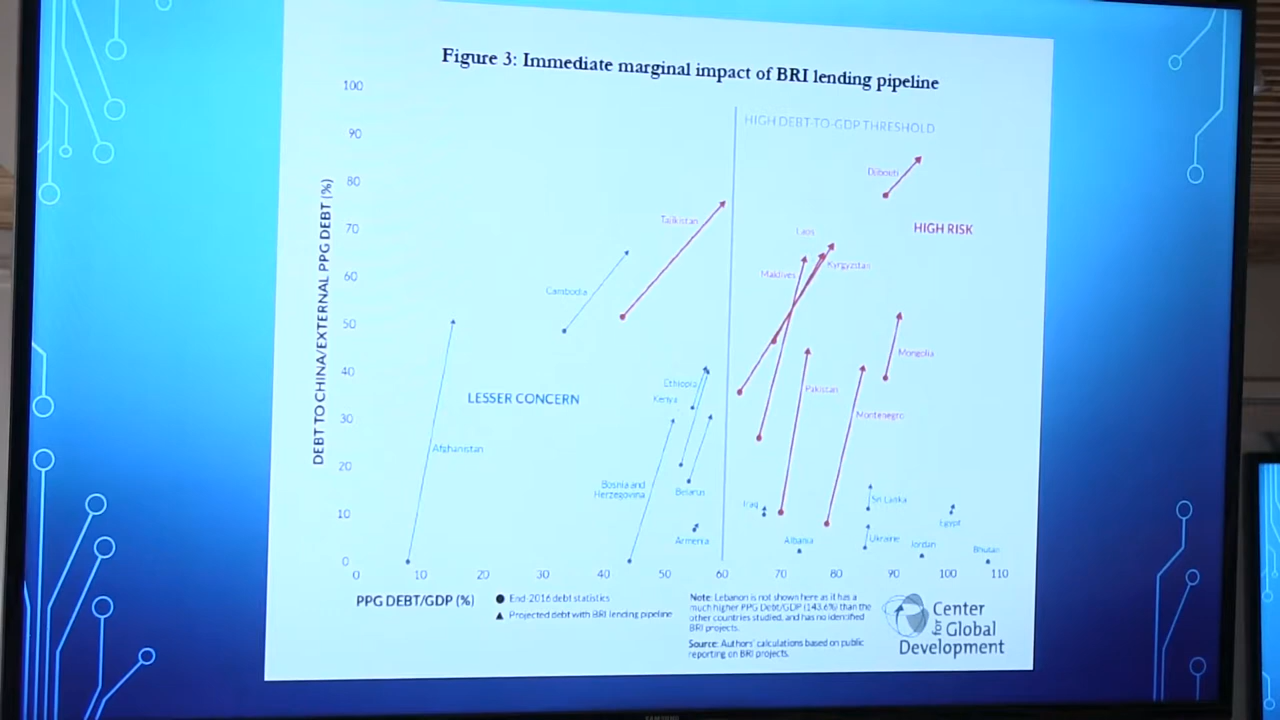 Figure 3: Immediate marginal impact of BRI lending pipeline
DEBT TO CHINA/EXTERNAL PPG DEBT (%)
100
90
80
70
60
50
40
30
20
10
0
HIGH DEBT-TO-GDP THRESHOLD
Djibouti
HIGH RISK
Tajikistan
Laos
Maldives
Kyrgyzstan
Cambodia
Mongolia
LESSER CONCERN
Ethiopia
Kenya
Pakistan
Montenegro
Afghanistan
Bosnia and
Herzegovina
Belarus
Iraq
Sri Lanka
Egypt
Armenia
Albania
Ukraine
Jordan
Bhutan
0 10 20 30 40 50 60 70 80 90 100 110
PPG DEBT/GDP (%)
End-2016 debt statistics
Projected debt with BRI lending pipeline
Note: Lebanon is not shown here as it has a
much higher PPG Debt/GDP (143.6%) than the
other countries studied, and has no identified
BRI projects.
Source: Authors' calculations based on public
reporting on BRI projects.
Center
for Global
Development
SAMSUNG